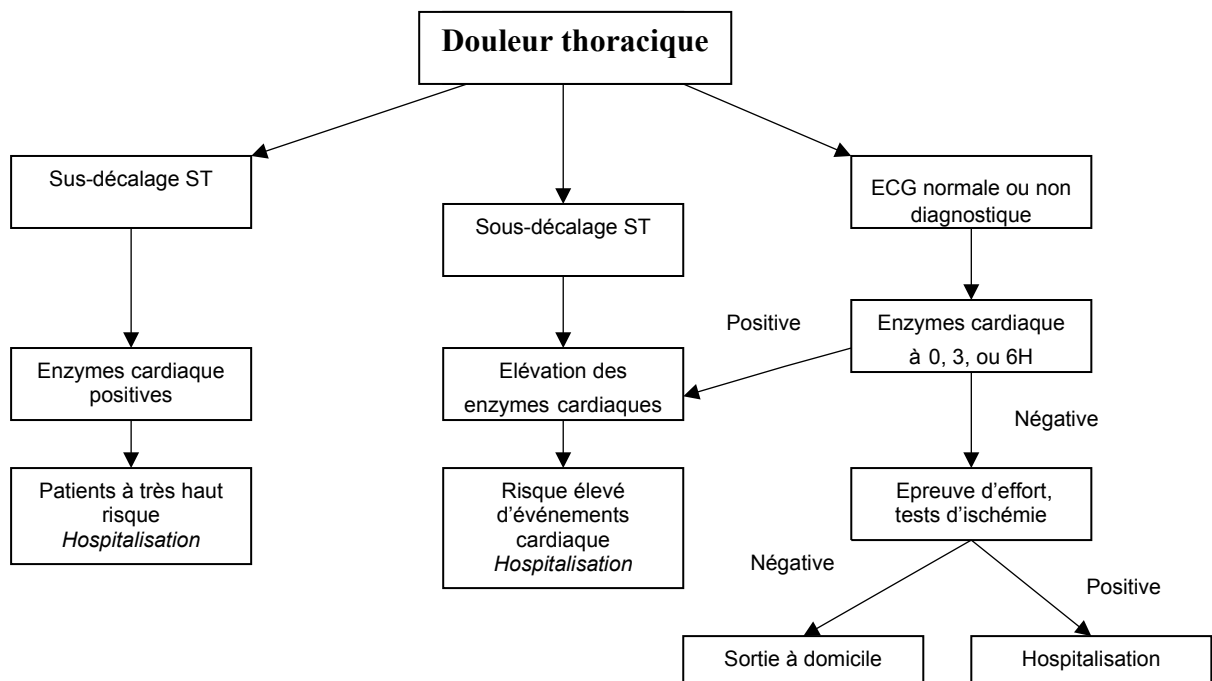 Douleur thoracique
Sus-décalage ST
Sous-décalage ST
ECG normale ou non
diagnostique
Positive
Enzymes cardiaque
à 0, 3, ou 6H
Enzymes cardiaque
positives
Elévation des
enzymes cardiaques
Négative
Patients à très haut
risque
Hospitalisation
Risque élevé
d'événements
cardiaque
Hospitalisation
Epreuve d'effort,
tests d'ischémie
Négative
Positive
Sortie à domicile
Hospitalisation